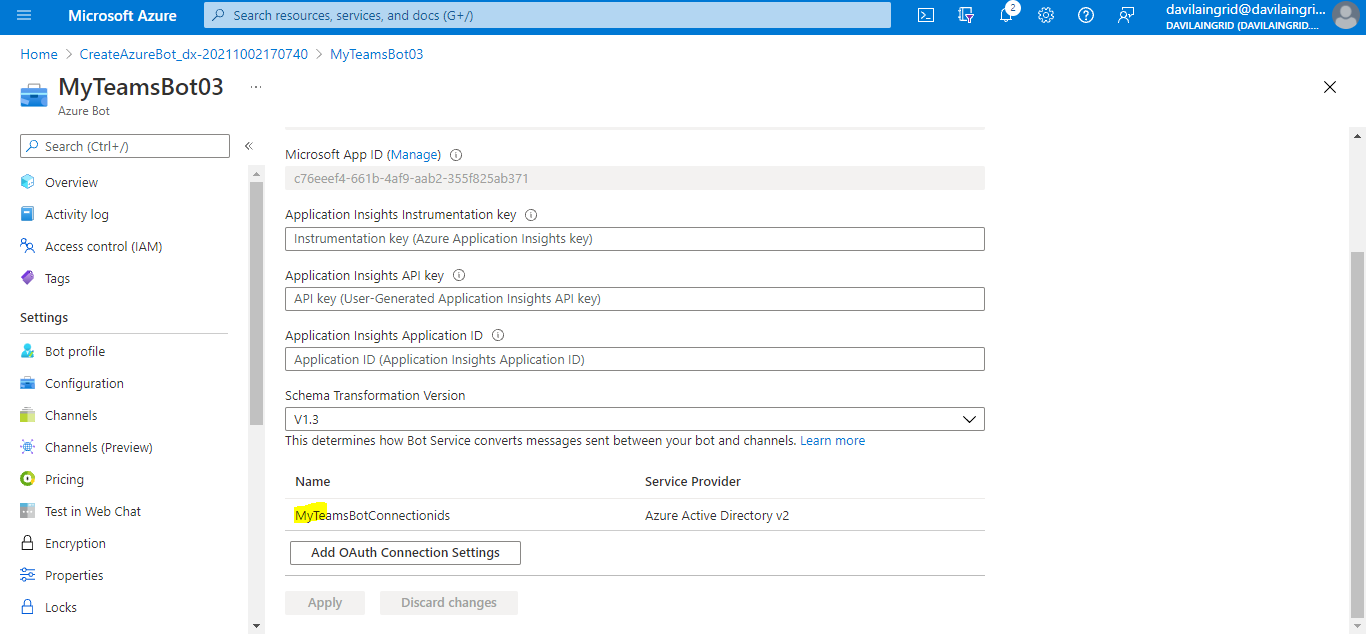 Microsoft Azure
Search resources, services, and docs (G+/)
2
davilaingrid@davilaingri...
DAVILAINGRID (DAVILAINGRID....
Home > CreateAzureBot_dx-20211002170740 > MyTeamsBot03
MyTeamsBot03 ...
Azure Bot
Search (Ctrl+/)
«
Overview
Activity log
Access control (IAM)
Tags
Settings
Bot profile
Configuration
Channels
Channels (Preview)
Pricing
Test in Web Chat
Encryption
Properties
Locks
Microsoft App ID (Manage)
c76eeef4-661b-4af9-aab2-355f825ab371
Application Insights Instrumentation key
Instrumentation key (Azure Application Insights key)
Application Insights API key
API key (User-Generated Application Insights API key)
Application Insights Application ID
Application ID (Application Insights Application ID)
Schema Transformation Version
V1.3
This determines how Bot Service converts messages sent between your bot and channels. Learn more
Name Service Provider
MyTeamsBotConnectionids Azure Active Directory v2
Add OAuth Connection Settings
Apply Discard changes